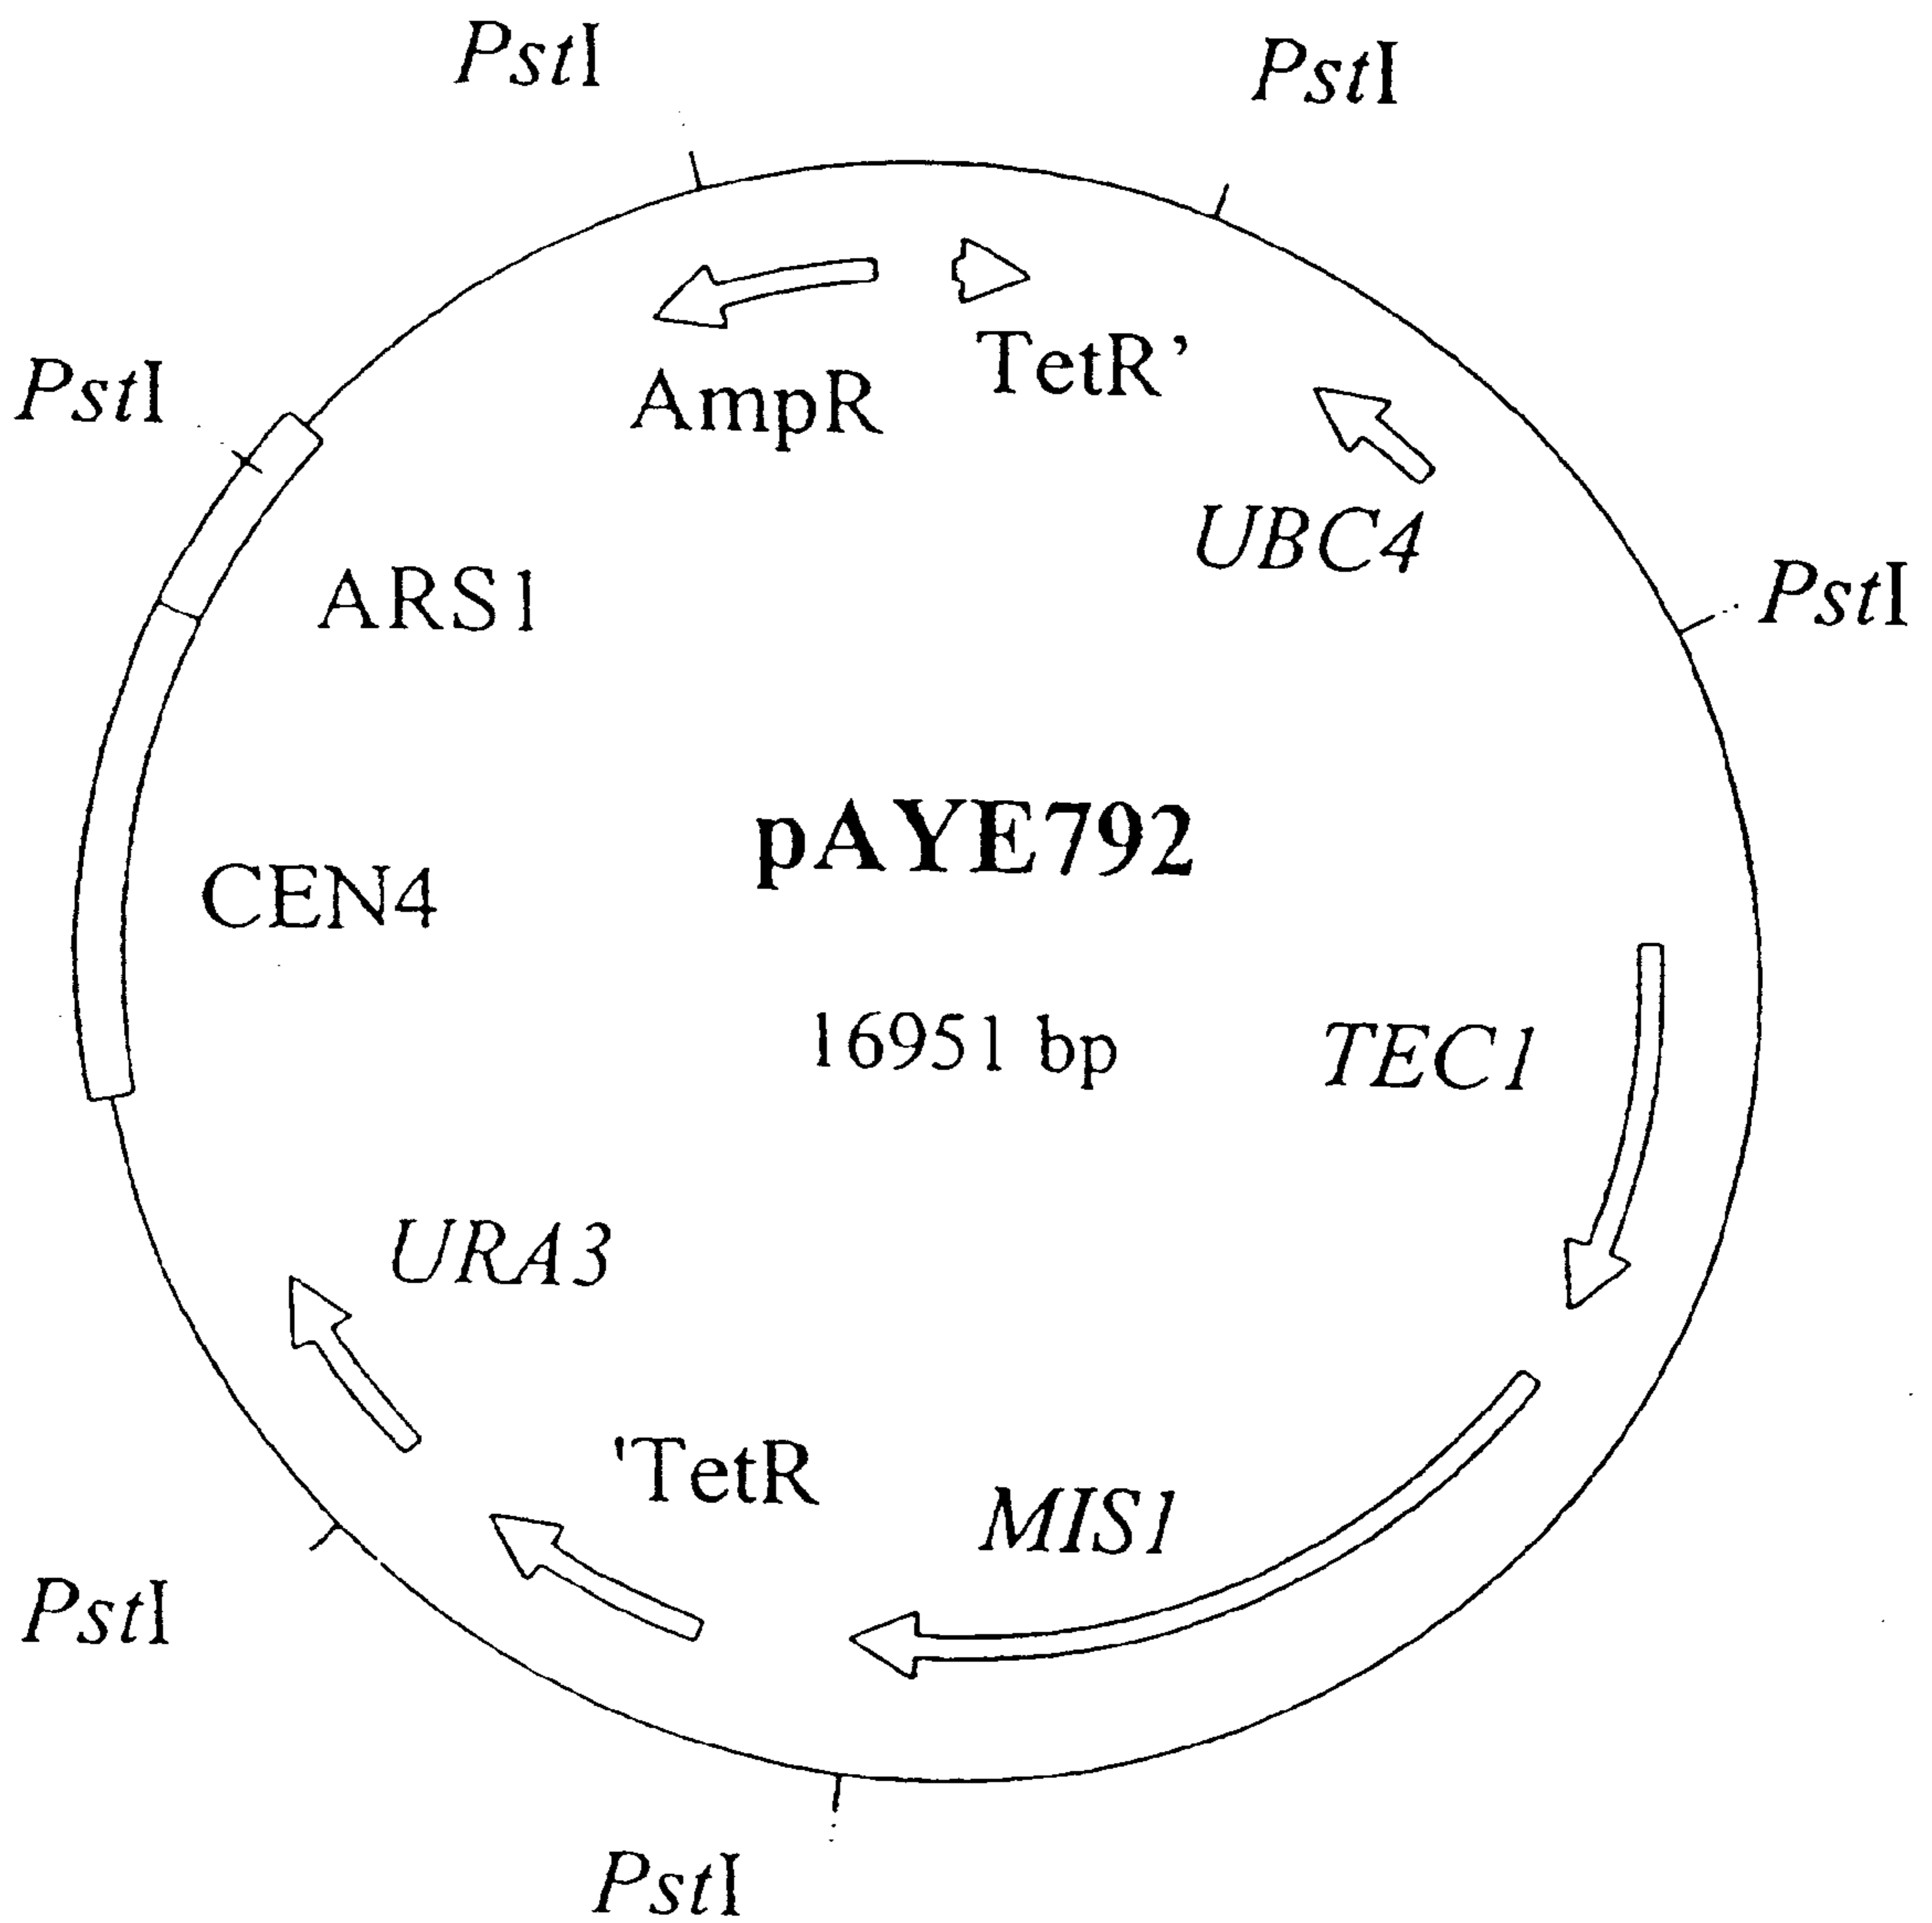 PstI
PstI
PstI
AmpR
TetR’
UBC4
PstI
ARS1
pAYE792
CEN4
16951 bp
TEC1
URA3
'TetR
MIS1
PstI
PstI